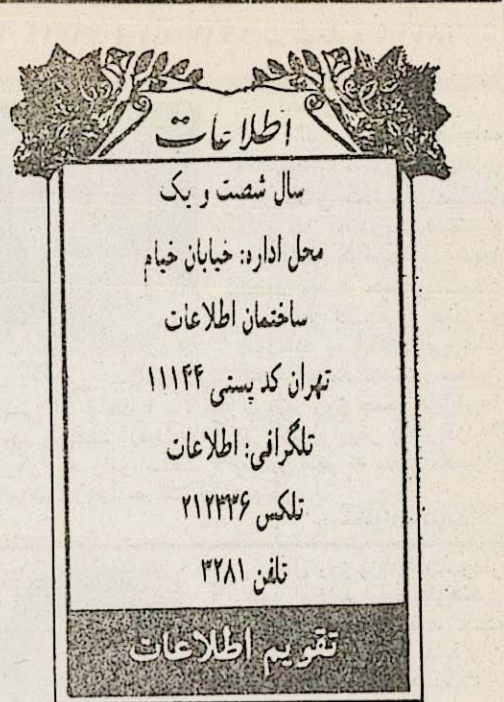 اطلاعات
سال شصت و یک
محل اداره: خیابان خیام
ساختمان اطلاعات
تهران کد پستی ۱۱۱۴۴
تلگرافی: اطلاعات
تلکس ۲۱۲۳۳۶
تلفن ۳۲۸۱
تقویم اطلاعات